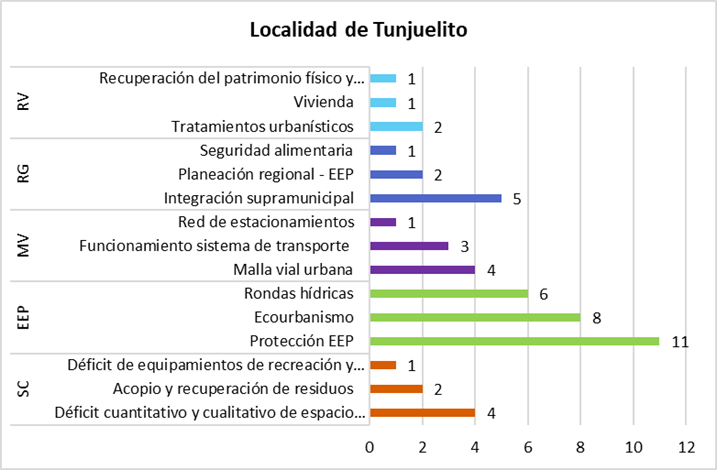 Localidad de Tunjuelito
RV
Recuperación del patrimonio físico y... 1
Vivienda 1
Tratamientos urbanísticos 2
RG
Seguridad alimentaria 1
Planeación regional - EEP 2
Integración supramunicipal 5
MV
Red de estacionamientos 1
Funcionamiento sistema de transporte 3
Malla vial urbana 4
EEP
Rondas hídricas 6
Ecourbanismo 8
Protección EEP 11
SC
Déficit de equipamientos de recreación y... 1
Acopio y recuperación de residuos 2
Déficit cuantitativo y cualitativo de espacio... 4
0 2 4 6 8 10 12